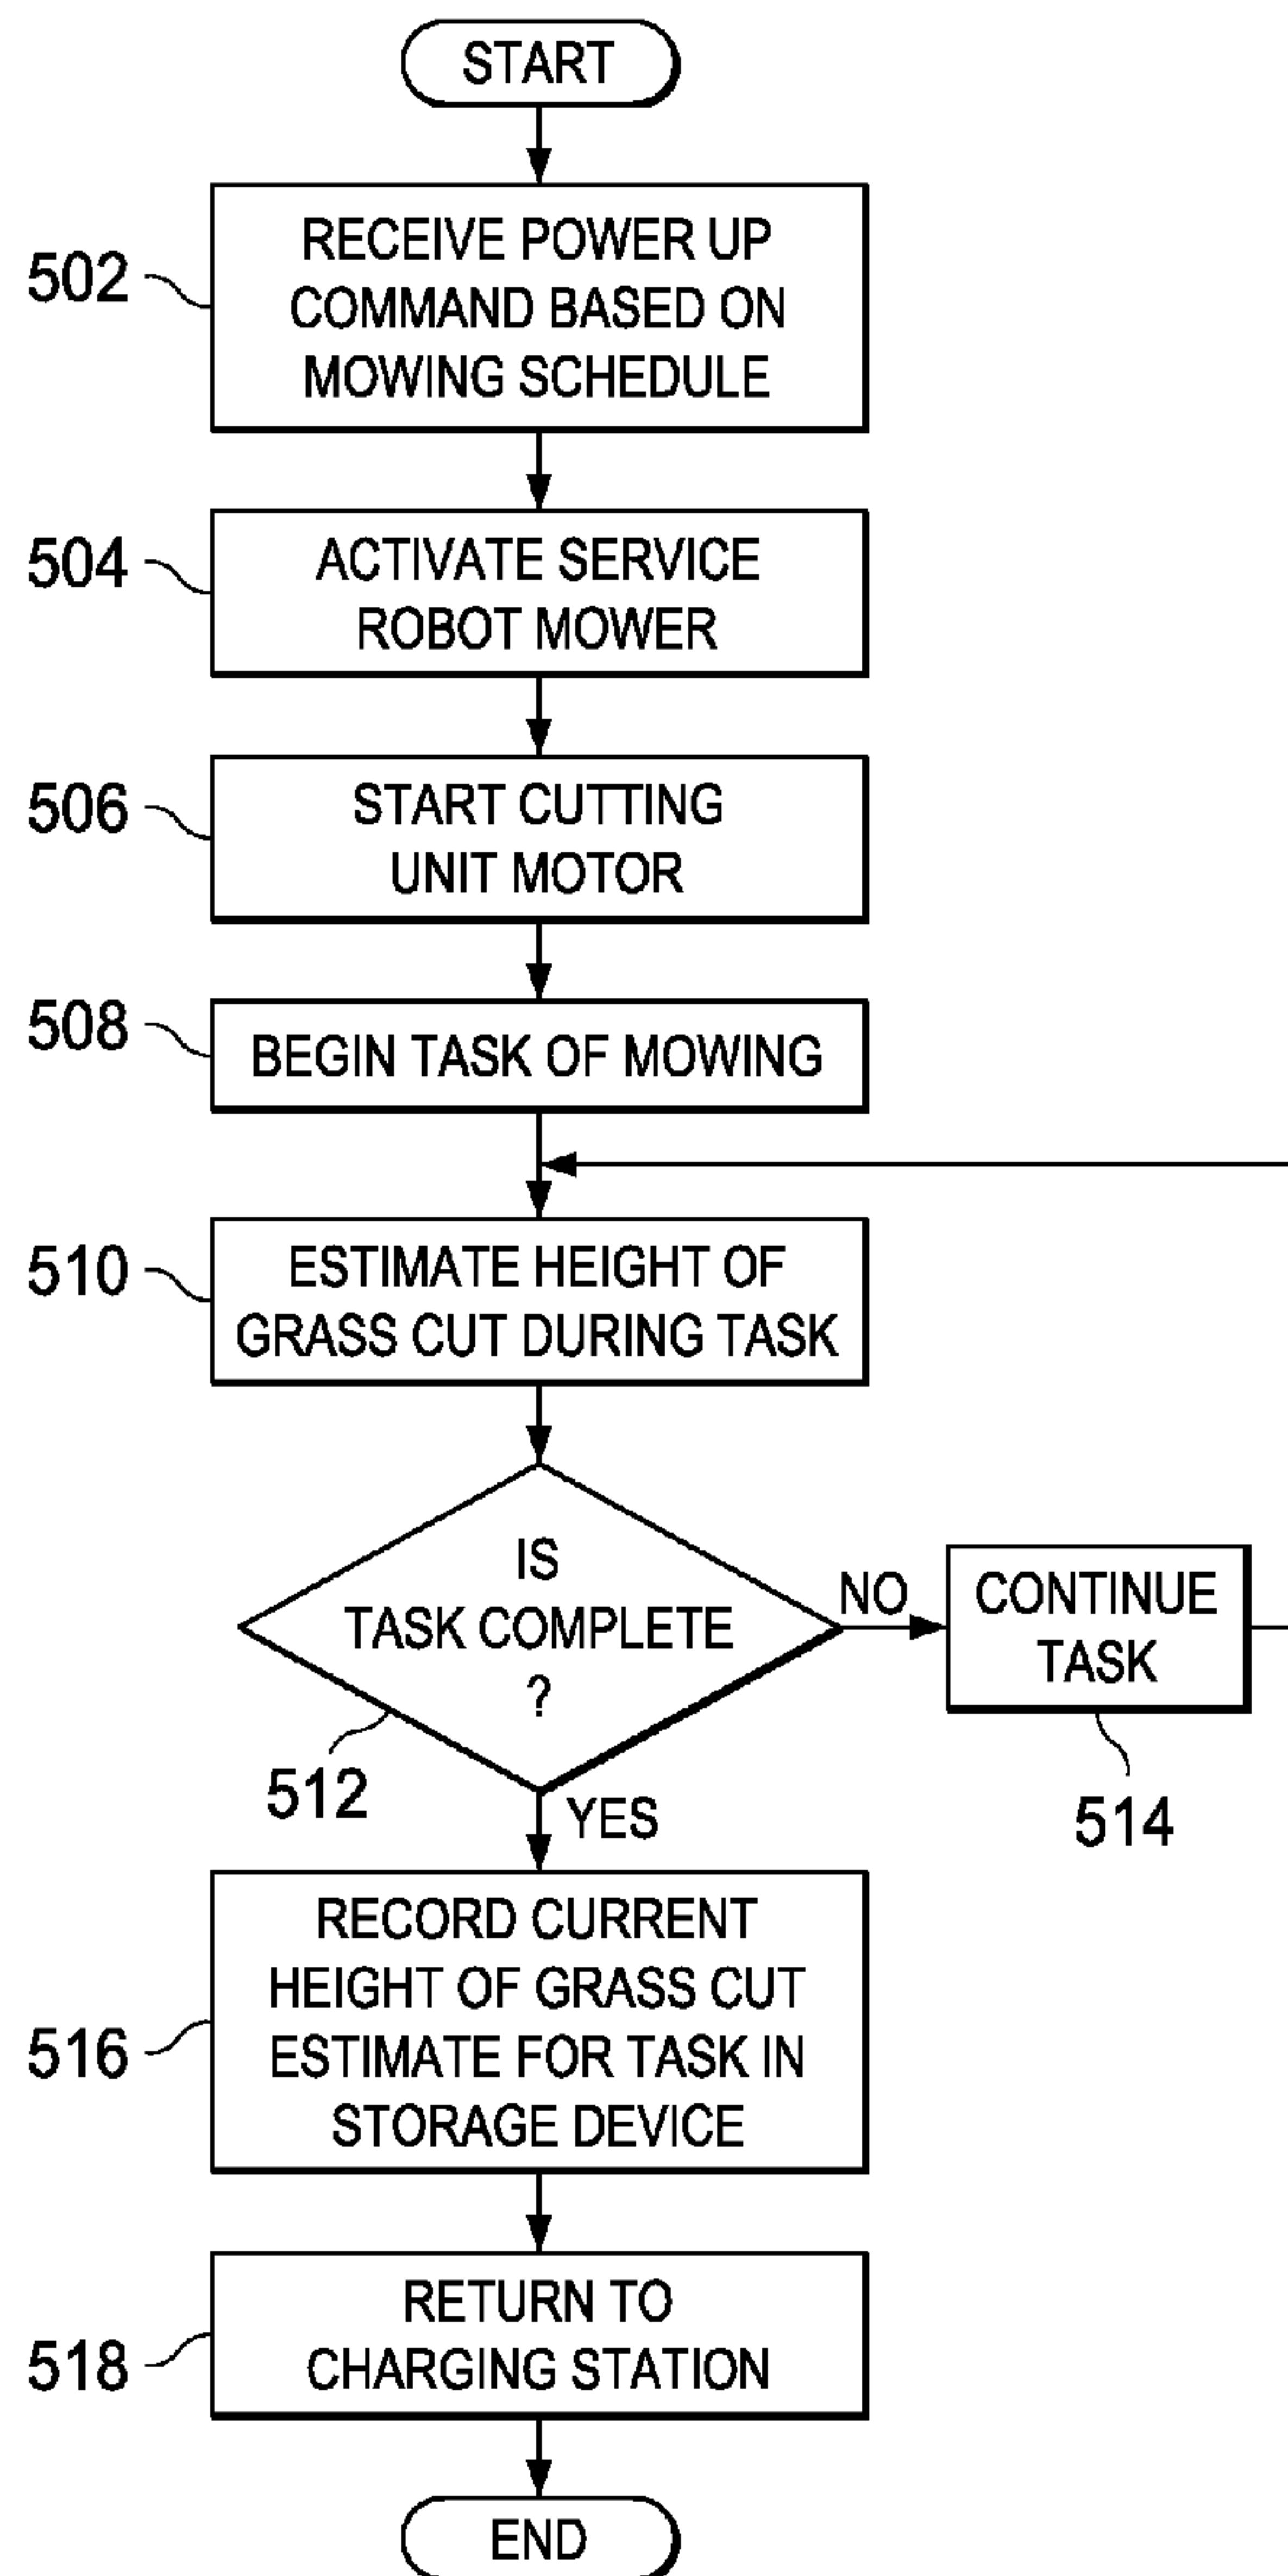 START
502
RECEIVE POWER UP
COMMAND BASED ON
MOWING SCHEDULE
504
ACTIVATE SERVICE
ROBOT MOWER
506
START CUTTING
UNIT MOTOR
508
BEGIN TASK OF MOWING
510
ESTIMATE HEIGHT OF
GRASS CUT DURING TASK
IS
TASK COMPLETE
?
512
NO
CONTINUE
TASK
514
YES
516
RECORD CURRENT
HEIGHT OF GRASS CUT
ESTIMATE FOR TASK IN
STORAGE DEVICE
518
RETURN TO
CHARGING STATION
END